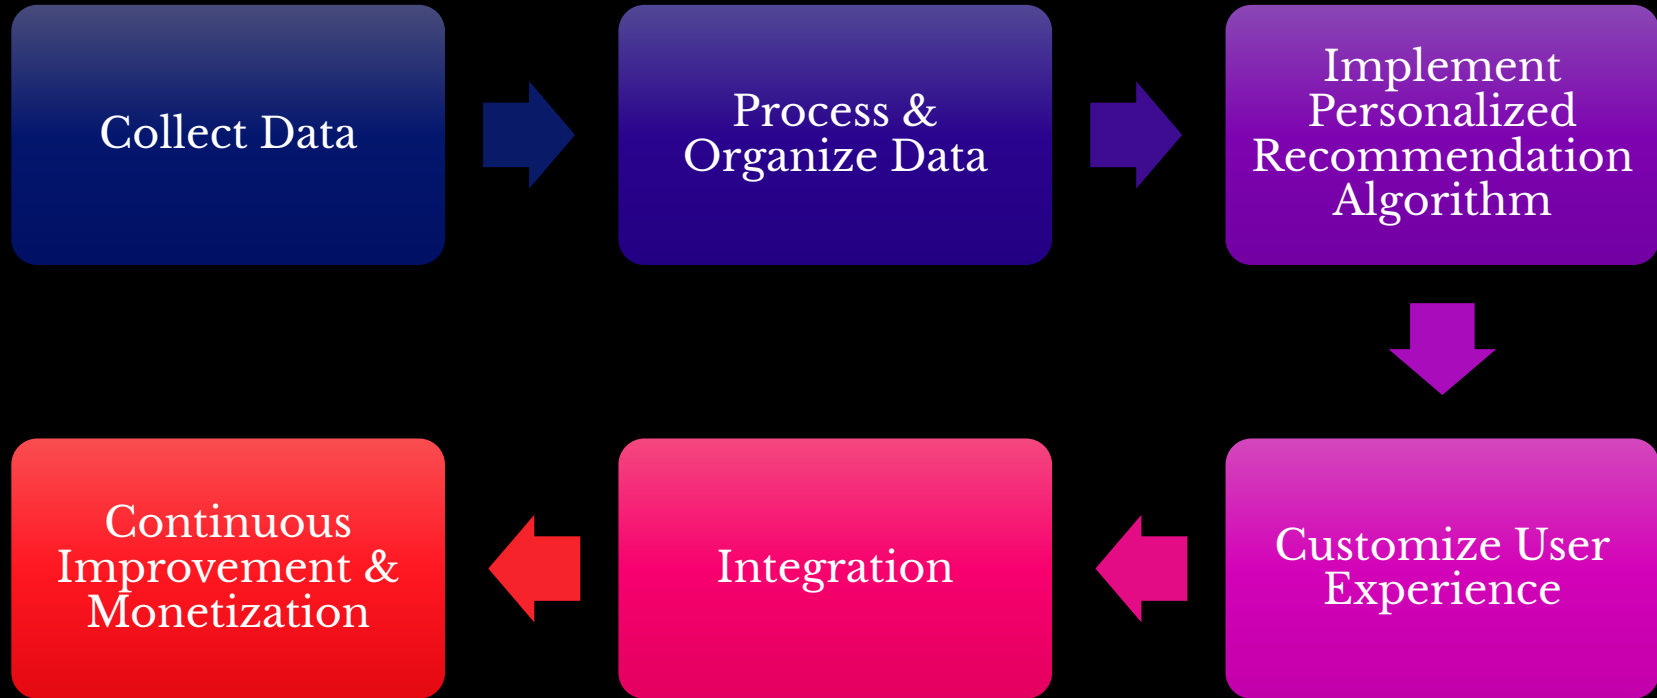 Collect Data
Process &
Organize Data
Implement
Personalized
Recommendation
Algorithm
Customize User
Experience
Integration
Continuous
Improvement &
Monetization